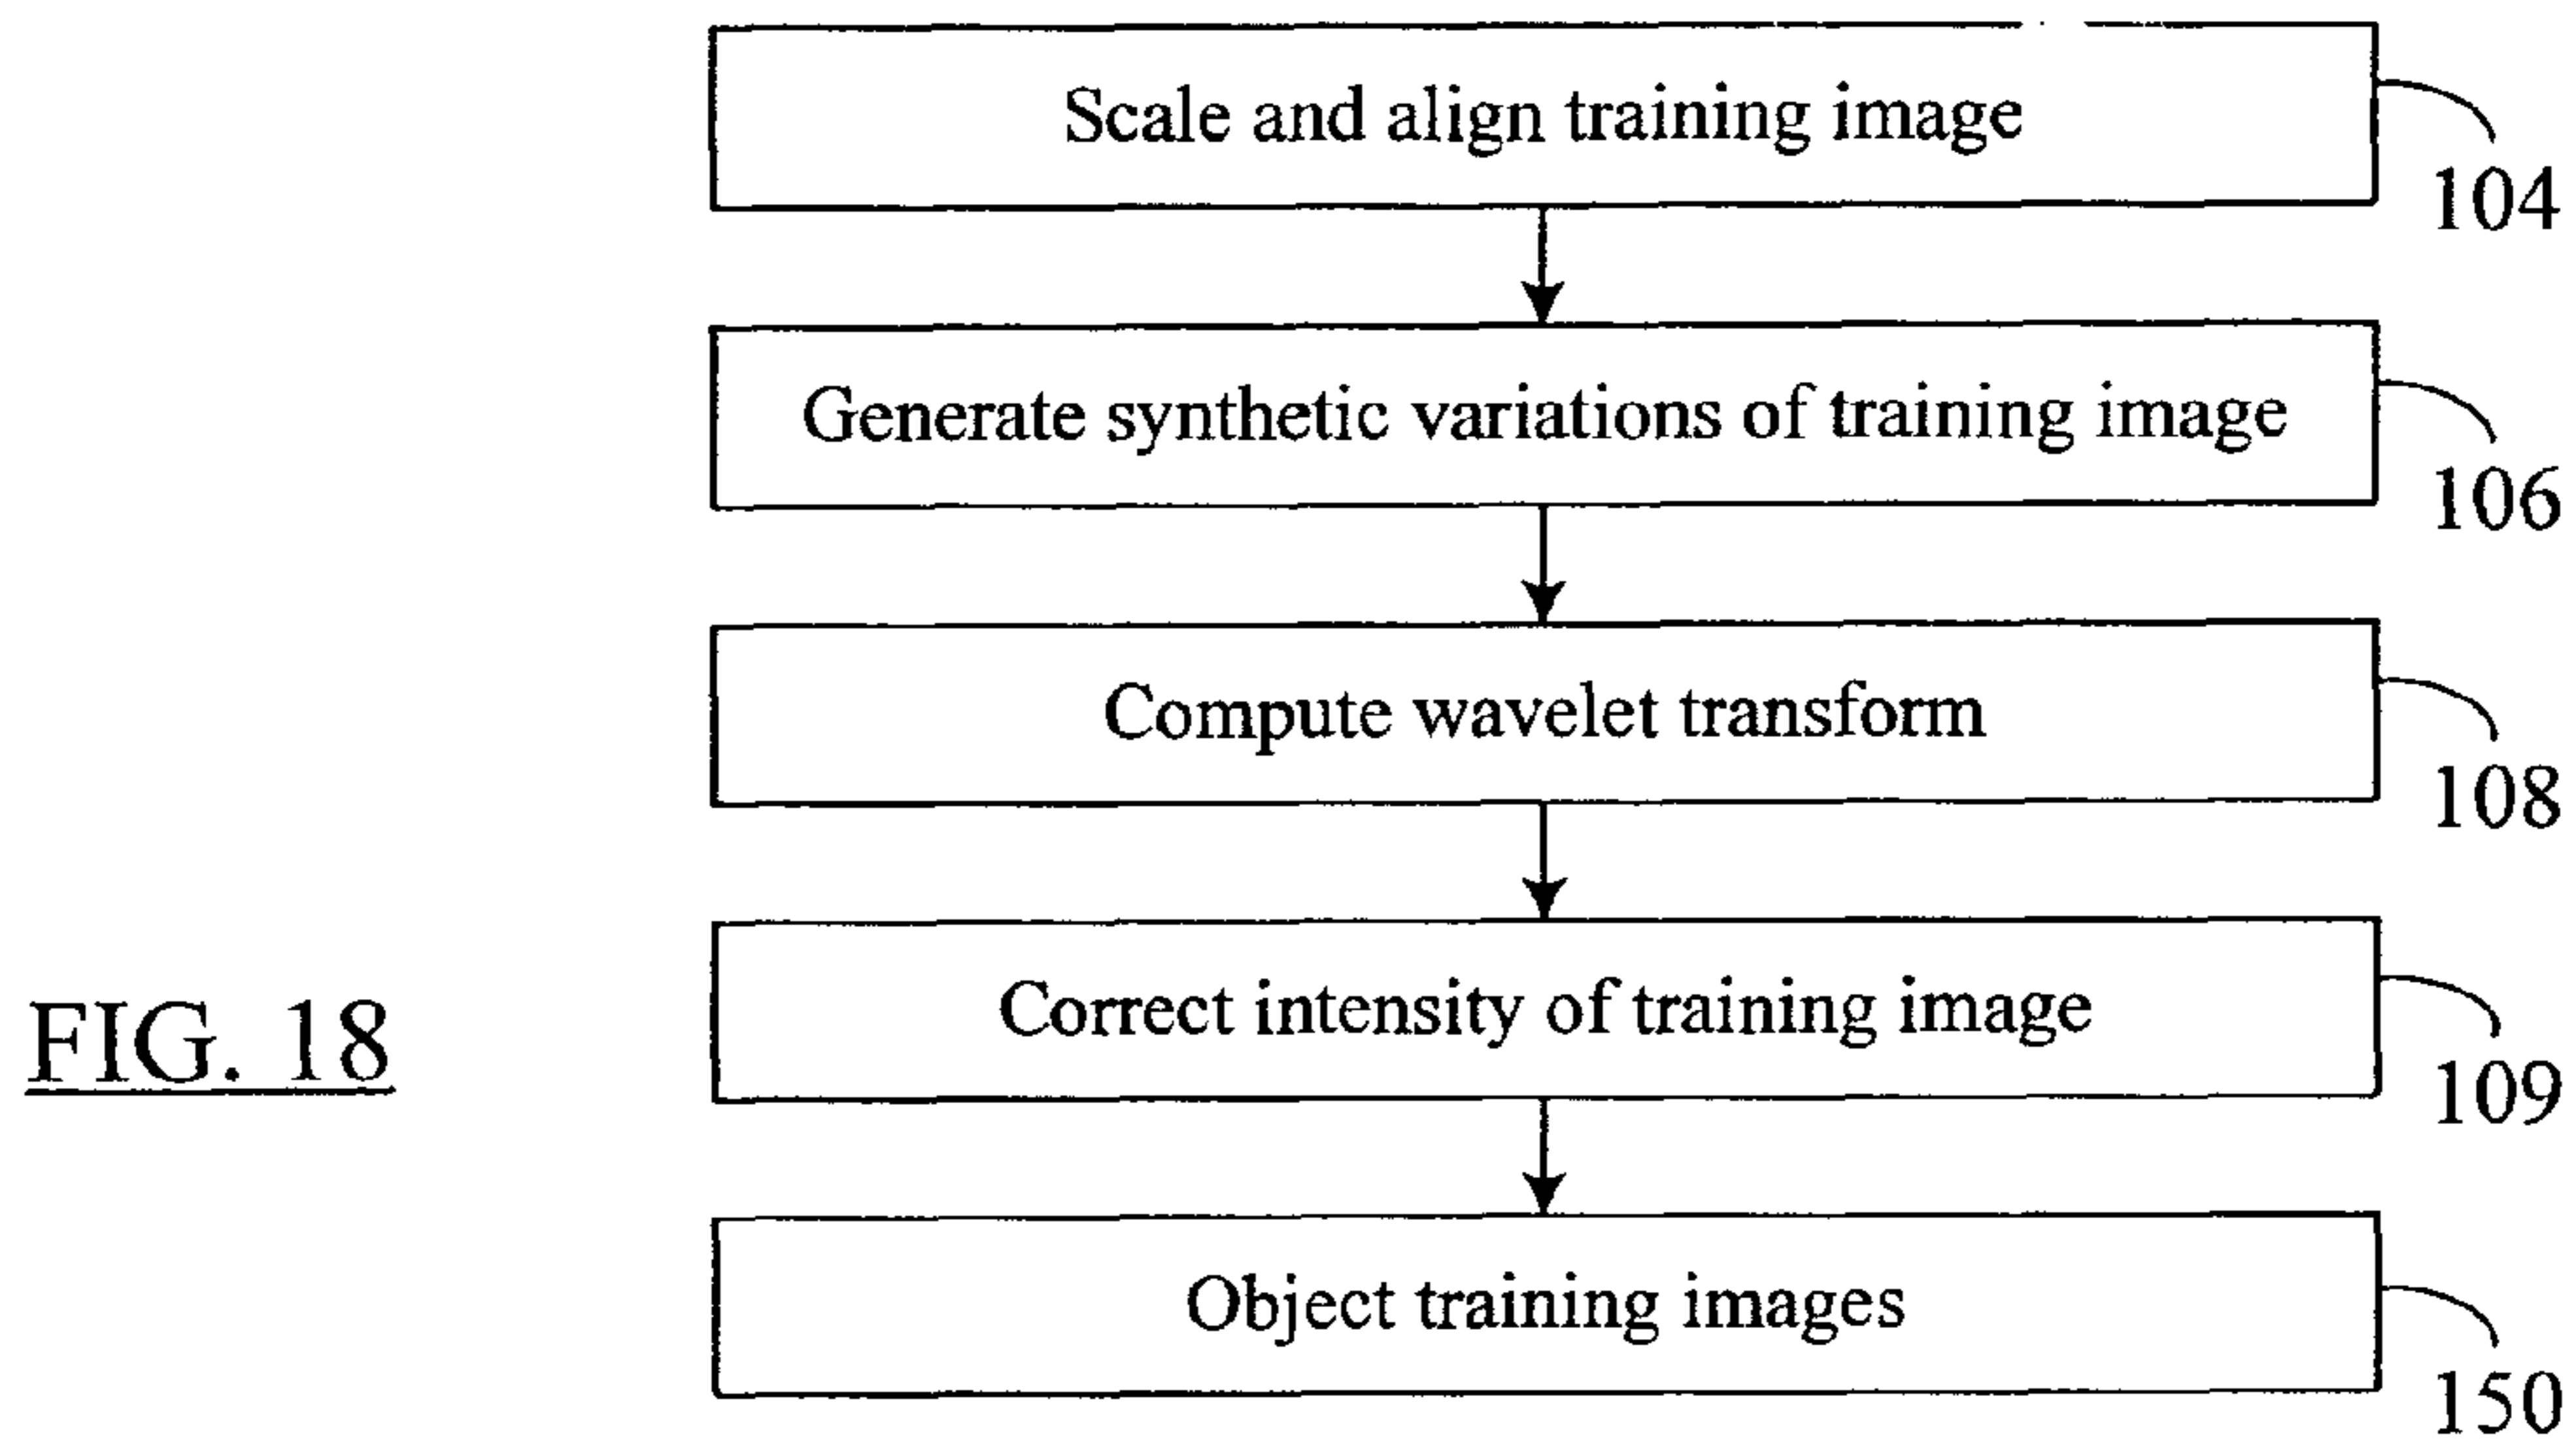 Scale and align training image
104
Generate synthetic variations of training image
106
Compute wavelet transform
108
Correct intensity of training image
109
FIG. 18
Object training images
150